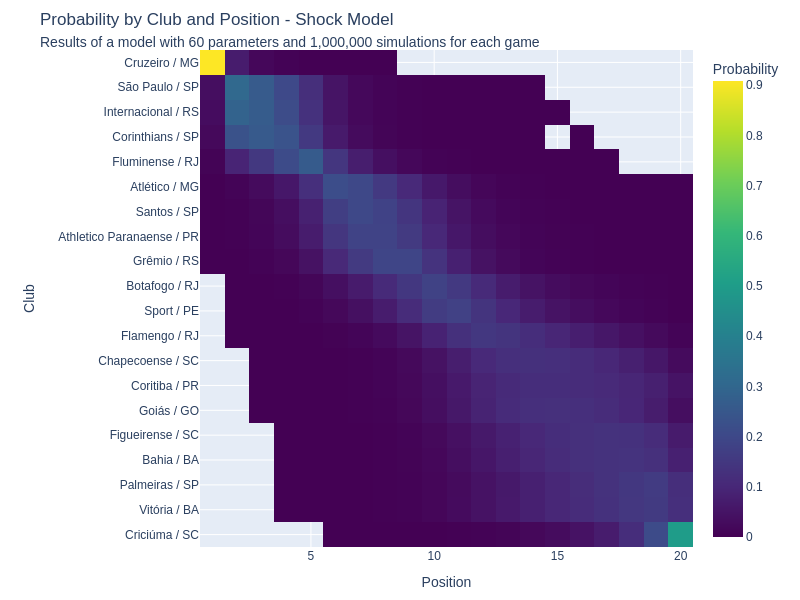 Probability by Club and Position - Shock Model
Results of a model with 60 parameters and 1,000,000 simulations for each game
Cruzeiro / MG
São Paulo / SP
Internacional / RS
Corinthians / SP
Fluminense / RJ
Atlético / MG
Santos / SP
Athletico Paranaense / PR
Grêmio / RS
Botafogo / RJ
Sport / PE
Flamengo / RJ
Chapecoense / SC
Coritiba / PR
Goiás / GO
Figueirense / SC
Bahia / BA
Palmeiras / SP
Vitória / BA
Criciúma / SC
Club
5
10
15
20
Position
Probability
0.9
0.8
0.7
0.6
0.5
0.4
0.3
0.2
0.1
0